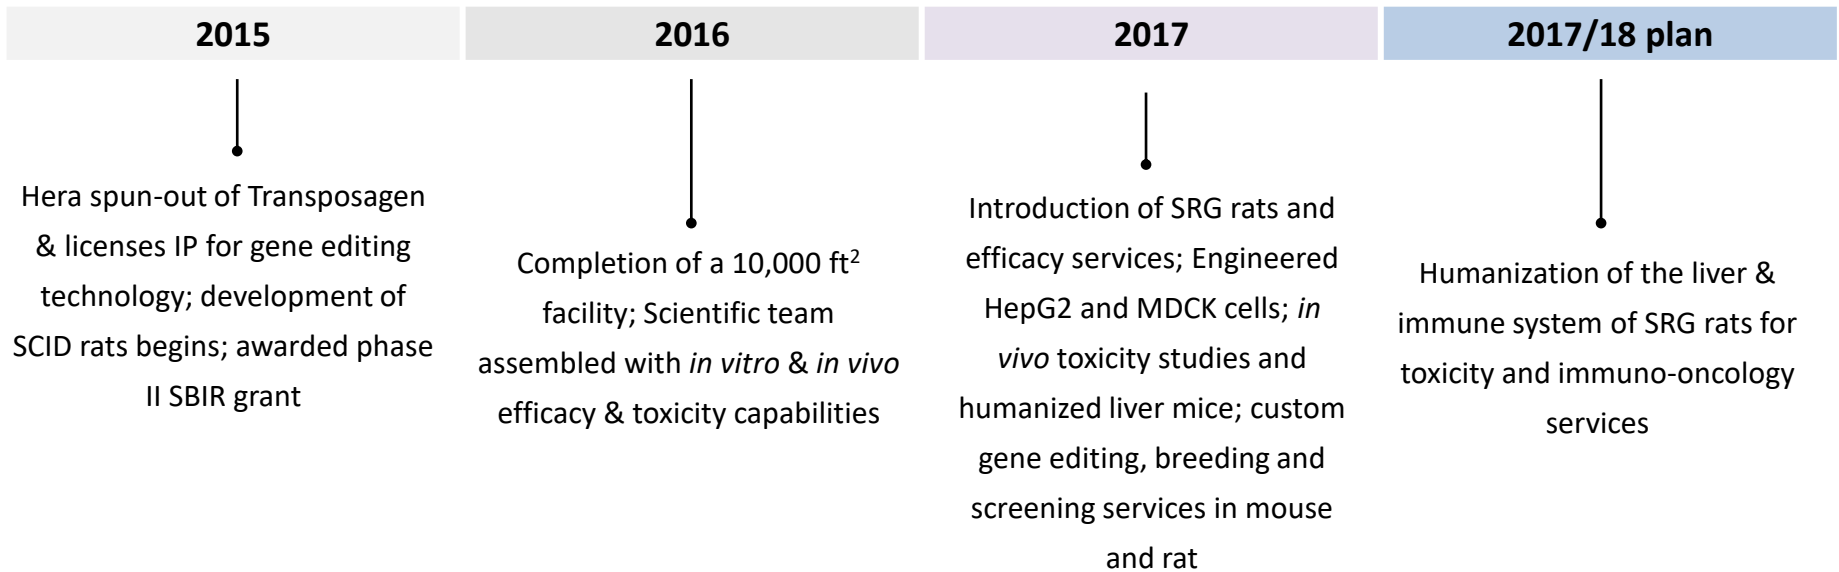 2015
Hera spun-out of Transposagen
& licenses IP for gene editing
technology; development of
SCID rats begins; awarded phase
II SBIR grant
2016
Completion of a 10,000 ft²
facility; Scientific team
assembled with in vitro & in vivo
efficacy & toxicity capabilities
2017
Introduction of SRG rats and
efficacy services; Engineered
HepG2 and MDCK cells; in
vivo toxicity studies and
humanized liver mice; custom
gene editing, breeding and
screening services in mouse
and rat
2017/18 plan
Humanization of the liver &
immune system of SRG rats for
toxicity and immuno-oncology
services